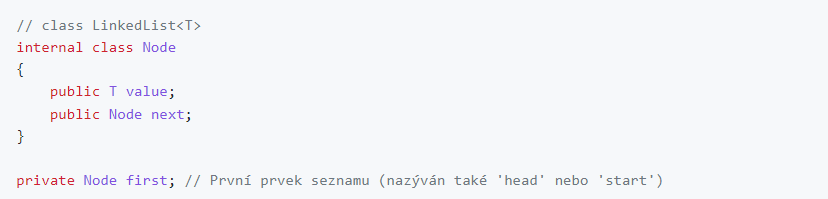 // class LinkedList<T>
internal class Node
{
    public T value;
    public Node next;
}
private Node first; // První prvek seznamu (nazýván také 'head' nebo 'start')